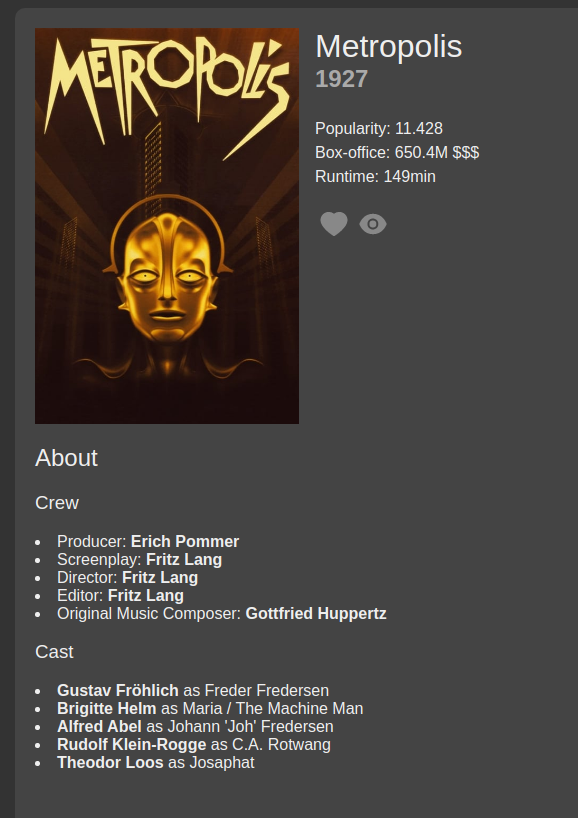 METROPOLIS
Metropolis
1927
Popularity: 11.428
Box-office: 650.4M $$$
Runtime: 149min
About
Crew
Producer: Erich Pommer
Screenplay: Fritz Lang
Director: Fritz Lang
Editor: Fritz Lang
Original Music Composer: Gottfried Huppertz
Cast
Gustav Fröhlich as Freder Fredersen
Brigitte Helm as Maria / The Machine Man
Alfred Abel as Johann 'Joh' Fredersen
Rudolf Klein-Rogge as C.A. Rotwang
Theodor Loos as Josaphat